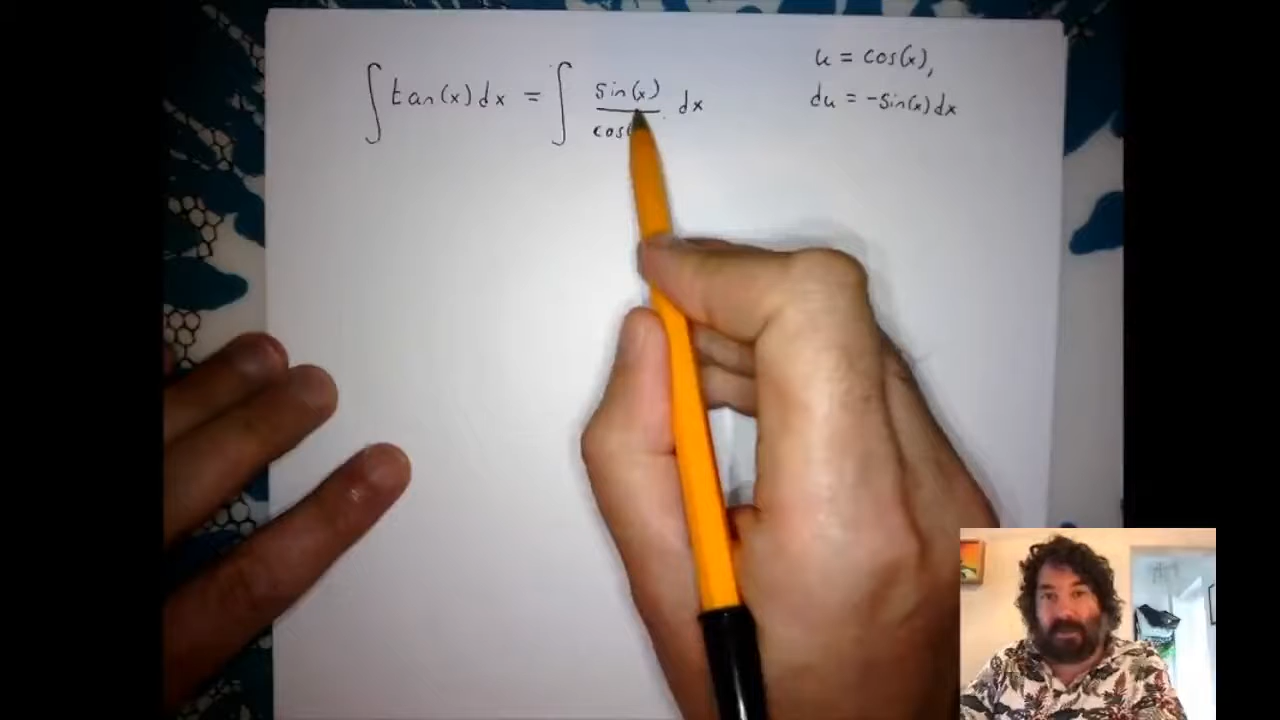 ∫ tan(x) dx = ∫ sin(x) / cos( dx
u = cos(x),
du = -sin(x) dx